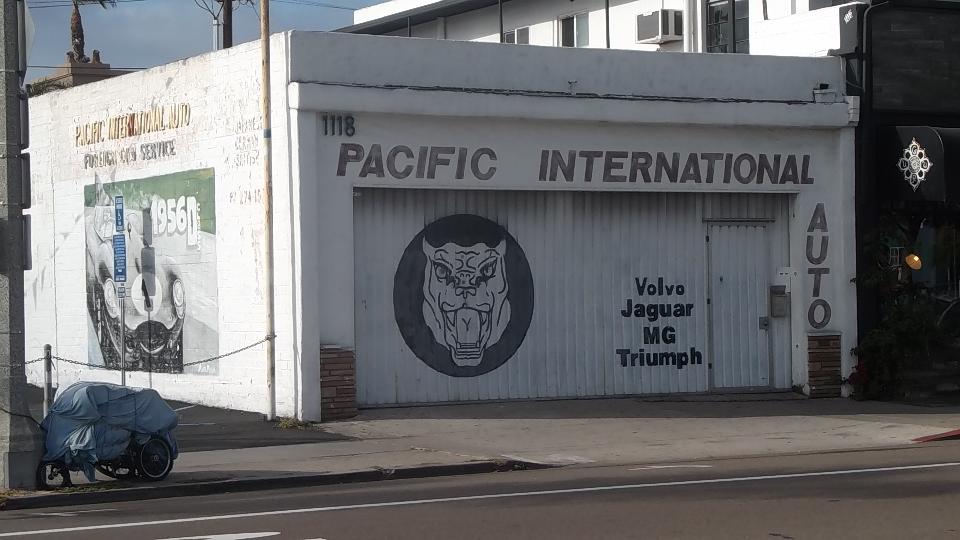 1118
PACIFIC INTERNATIONAL
AUTO
Volvo
Jaguar
MG
Triumph
PACIFIC INTERNATIONAL AUTO
FOREIGN CAR SERVICE
1956